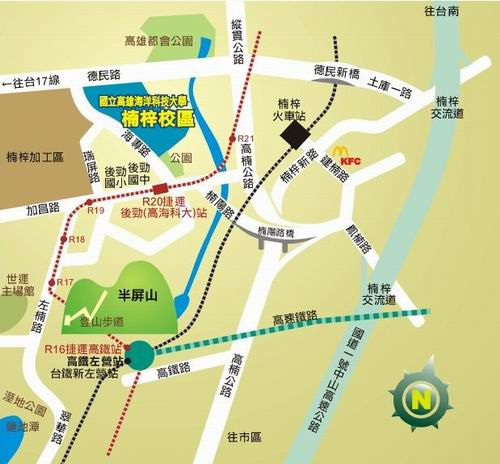 往台南
高雄都會公園
縱貫公路
←往台17線
德民路
德民新橋
土庫一路
國立高雄海洋科技大學
楠梓校區
楠梓
火車站
楠梓
交流道
海專路
R21
楠梓加工區
瑞屏路
後勁
國小
後勁
國中
公園
高楠公路
楠梓新路
建楠路
KFC
加昌路
R19
R20捷運
後勁(高海科大)站
楠陽路
楠陽路橋
鳳楠路
R18
世運
主場館
R17
左楠路
半屏山
登山步道
楠梓
交流道
高速鐵路
R16捷運高鐵站
高鐵左營站
台鐵新左營站
高鐵路
高楠公路
國道一號中山高速公路
溼地公園
蓮池潭
翠華路
往市區
N